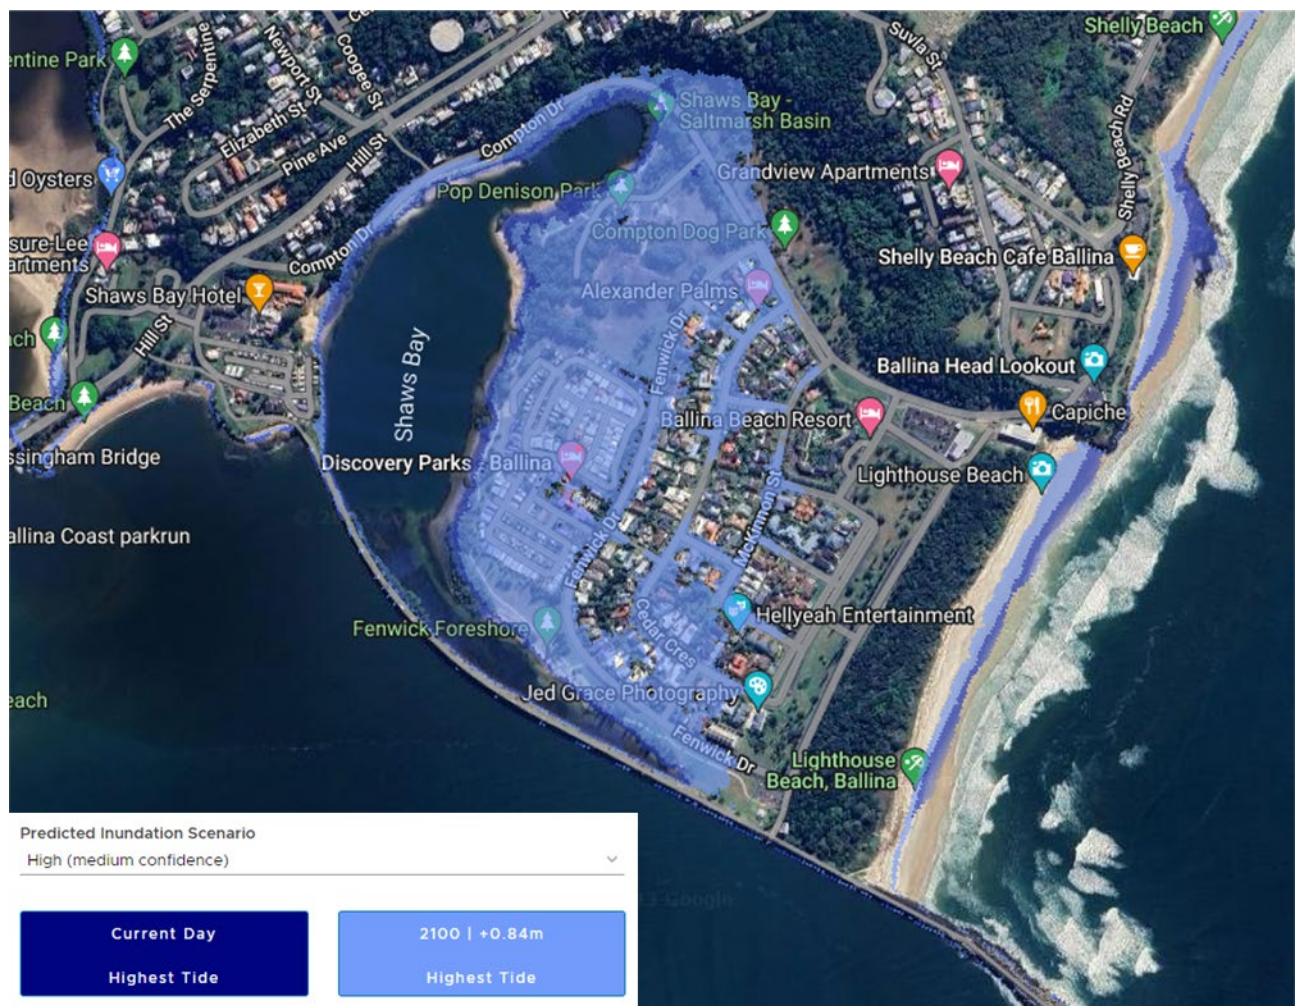 Shelly Beach
entine Park
The Serpentine
Newport St
Coogee St
Suvla St
Elizabeth St
Pine Ave
Hill St
Compton Dr
Shaws Bay -
Saltmarsh Basin
Shelly Beach Rd
d Oysters
Pop Denison Park
Grandview Apartments
sure-Lee
artments
Compton Dr
Compton Dog Park
Shelly Beach Cafe Ballina
Shaws Bay Hotel
Alexander Palms
ach
Hill St
Shaws Bay
Fenwick Dr
Ballina Head Lookout
Beach
Ballina Beach Resort
Capiche
ssingham Bridge
Discovery Parks - Ballina
Lighthouse Beach
allina Coast parkrun
Fenwick Dr
McKinnon St
Fenwick Foreshore
Cedar Cres
Hellyeah Entertainment
each
Jed Grace Photography
Fenwick Dr
Lighthouse
Beach, Ballina
Predicted Inundation Scenario
High (medium confidence)
Current Day
Highest Tide
2100 | +0.84m
Highest Tide
Google